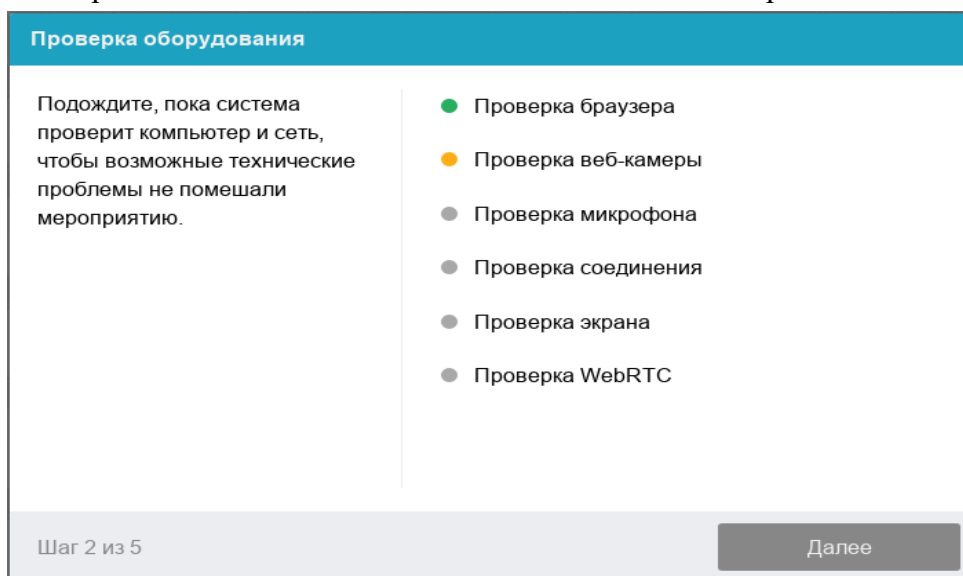 Проверка оборудования
Подождите, пока система
проверит компьютер и сеть,
чтобы возможные технические
проблемы не помешали
мероприятию.
Проверка браузера
Проверка веб-камеры
Проверка микрофона
Проверка соединения
Проверка экрана
Проверка WebRTC
Шаг 2 из 5
Далее